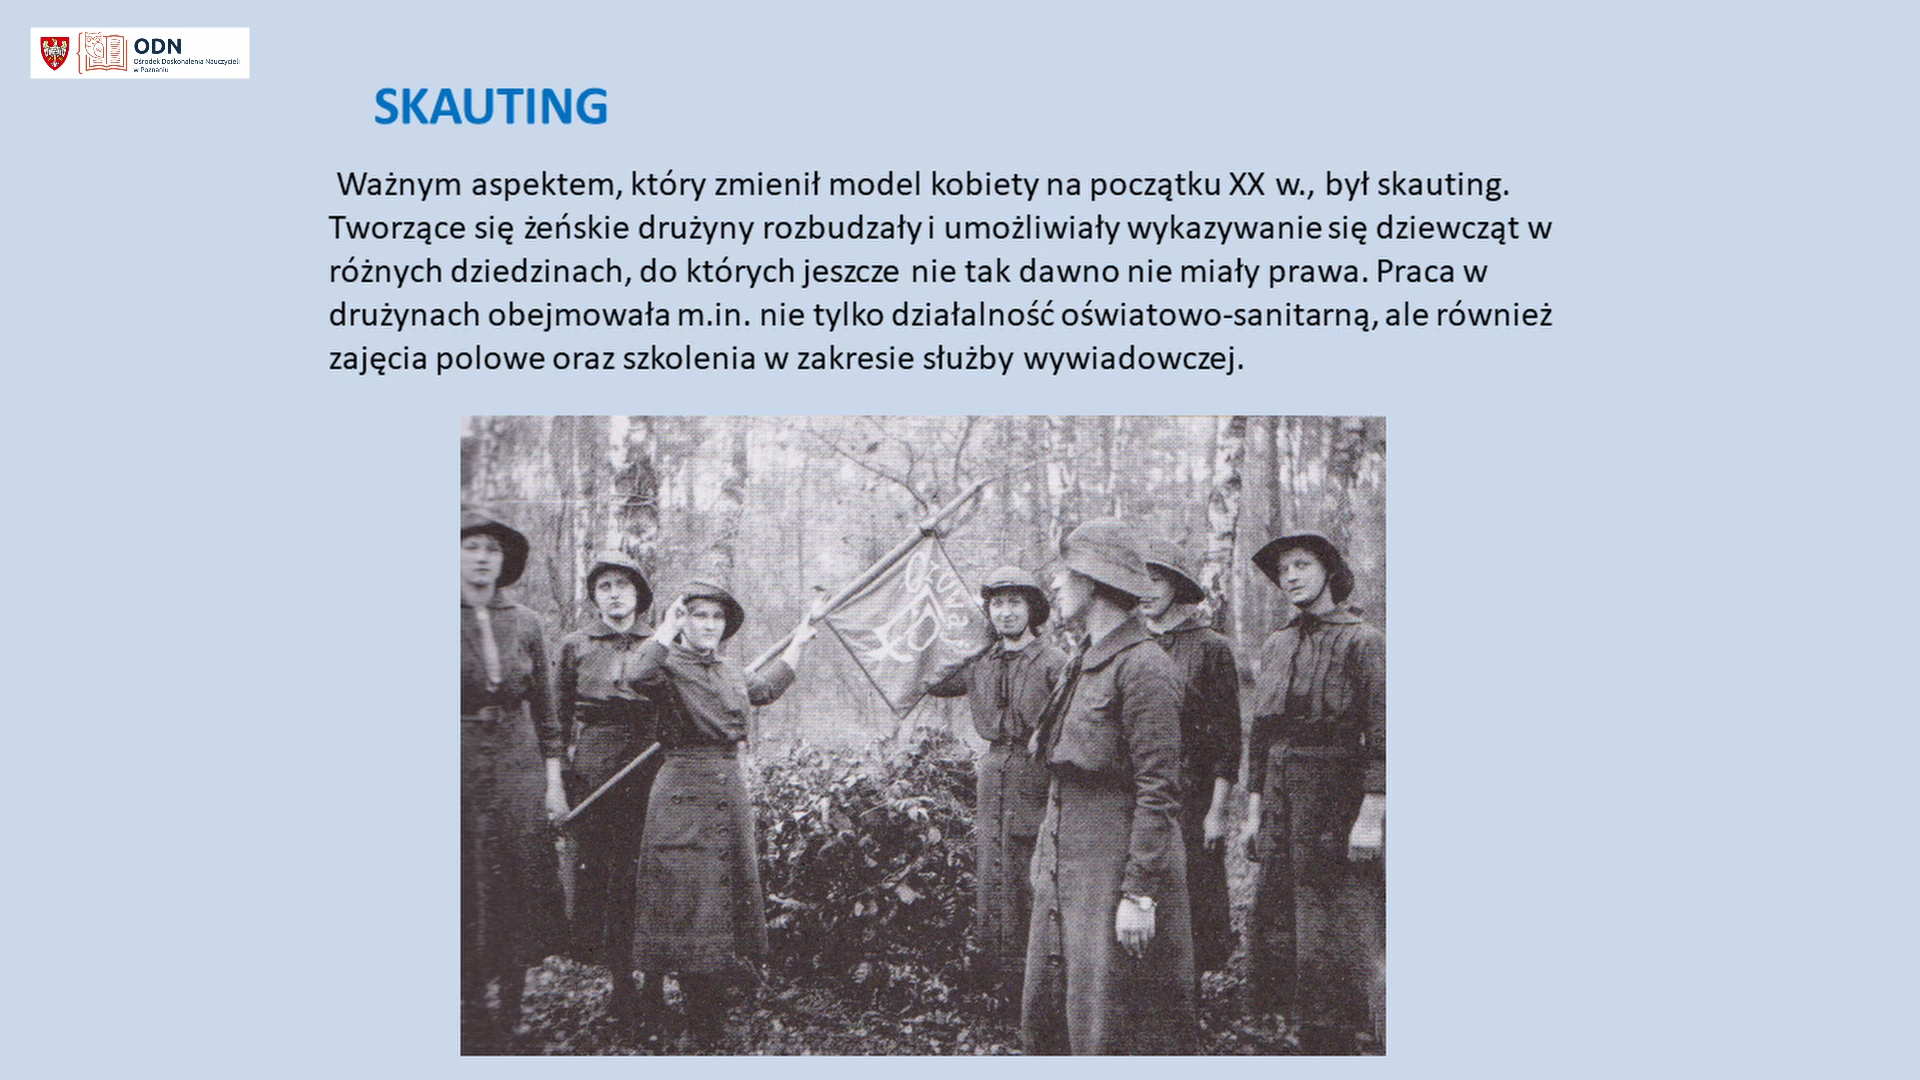 ODN
Ośrodek Doskonalenia Nauczycieli
w Poznaniu
SKAUTING
Ważnym aspektem, który zmienił model kobiety na początku XX w., był skauting.
Tworzące się żeńskie drużyny rozbudzały i umożliwiały wykazywanie się dziewcząt w
różnych dziedzinach, do których jeszcze nie tak dawno nie miały prawa. Praca w
drużynach obejmowała m.in. nie tylko działalność oświatowo-sanitarną, ale również
zajęcia polowe oraz szkolenia w zakresie służby wywiadowczej.